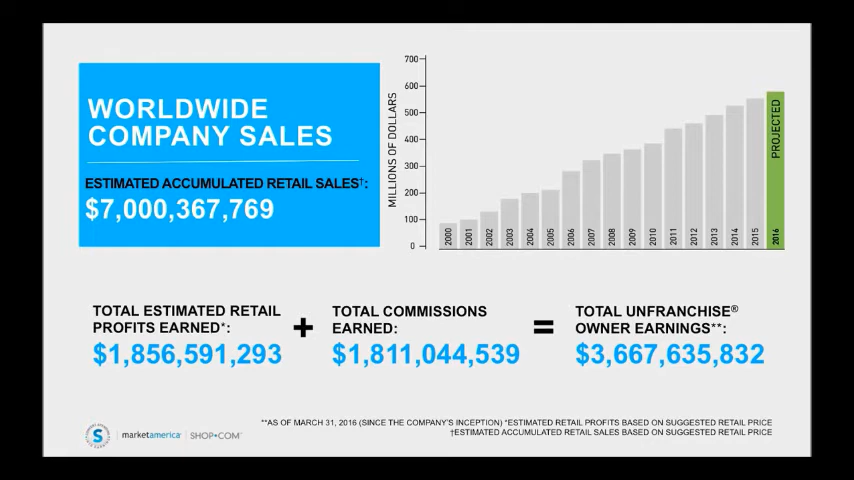 WORLDWIDE
COMPANY SALES
ESTIMATED ACCUMULATED RETAIL SALES†:
$7,000,367,769
MILLIONS OF DOLLARS
700
600
500
400
300
200
100
0
2000
2001
2002
2003
2004
2005
2006
2007
2008
2009
2010
2011
2012
2013
2014
2015
2016
PROJECTED
TOTAL ESTIMATED RETAIL
PROFITS EARNED*:
$1,856,591,293
+
TOTAL COMMISSIONS
EARNED:
$1,811,044,539
=
TOTAL UNFRANCHISE®
OWNER EARNINGS**:
$3,667,635,832
**AS OF MARCH 31, 2016 (SINCE THE COMPANY'S INCEPTION) *ESTIMATED RETAIL PROFITS BASED ON SUGGESTED RETAIL PRICE
†ESTIMATED ACCUMULATED RETAIL SALES BASED ON SUGGESTED RETAIL PRICE
S
marketamerica
SHOP•COM